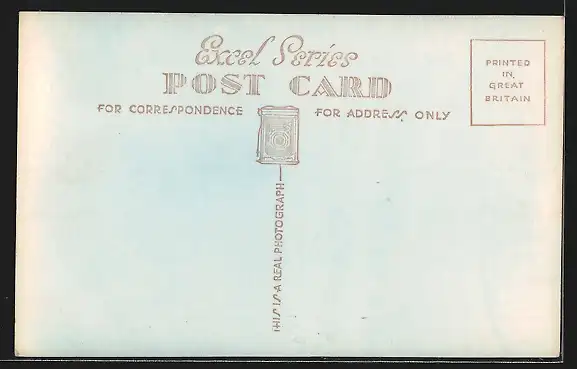 Excel Series
POST CARD
FOR CORRESPONDENCE
FOR ADDRESS ONLY
PRINTED
IN
GREAT
BRITAIN
THIS IS A REAL PHOTOGRAPH